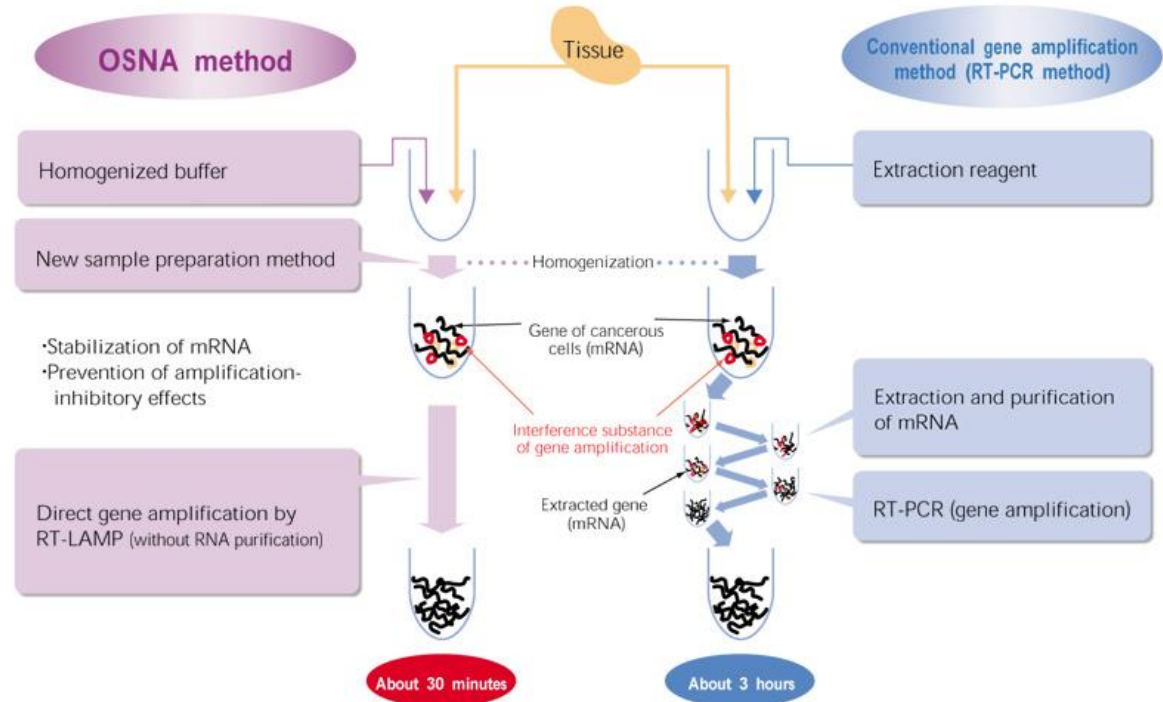 OSNA method
Tissue
Conventional gene amplification
method (RT-PCR method)
Homogenized buffer
Extraction reagent
New sample preparation method
Homogenization
Gene of cancerous
cells (mRNA)
·Stabilization of mRNA
·Prevention of amplification-
inhibitory effects
Interference substance
of gene amplification
Extraction and purification
of mRNA
Extracted gene
(mRNA)
Direct gene amplification by
RT-LAMP (without RNA purification)
RT-PCR (gene amplification)
About 30 minutes
About 3 hours